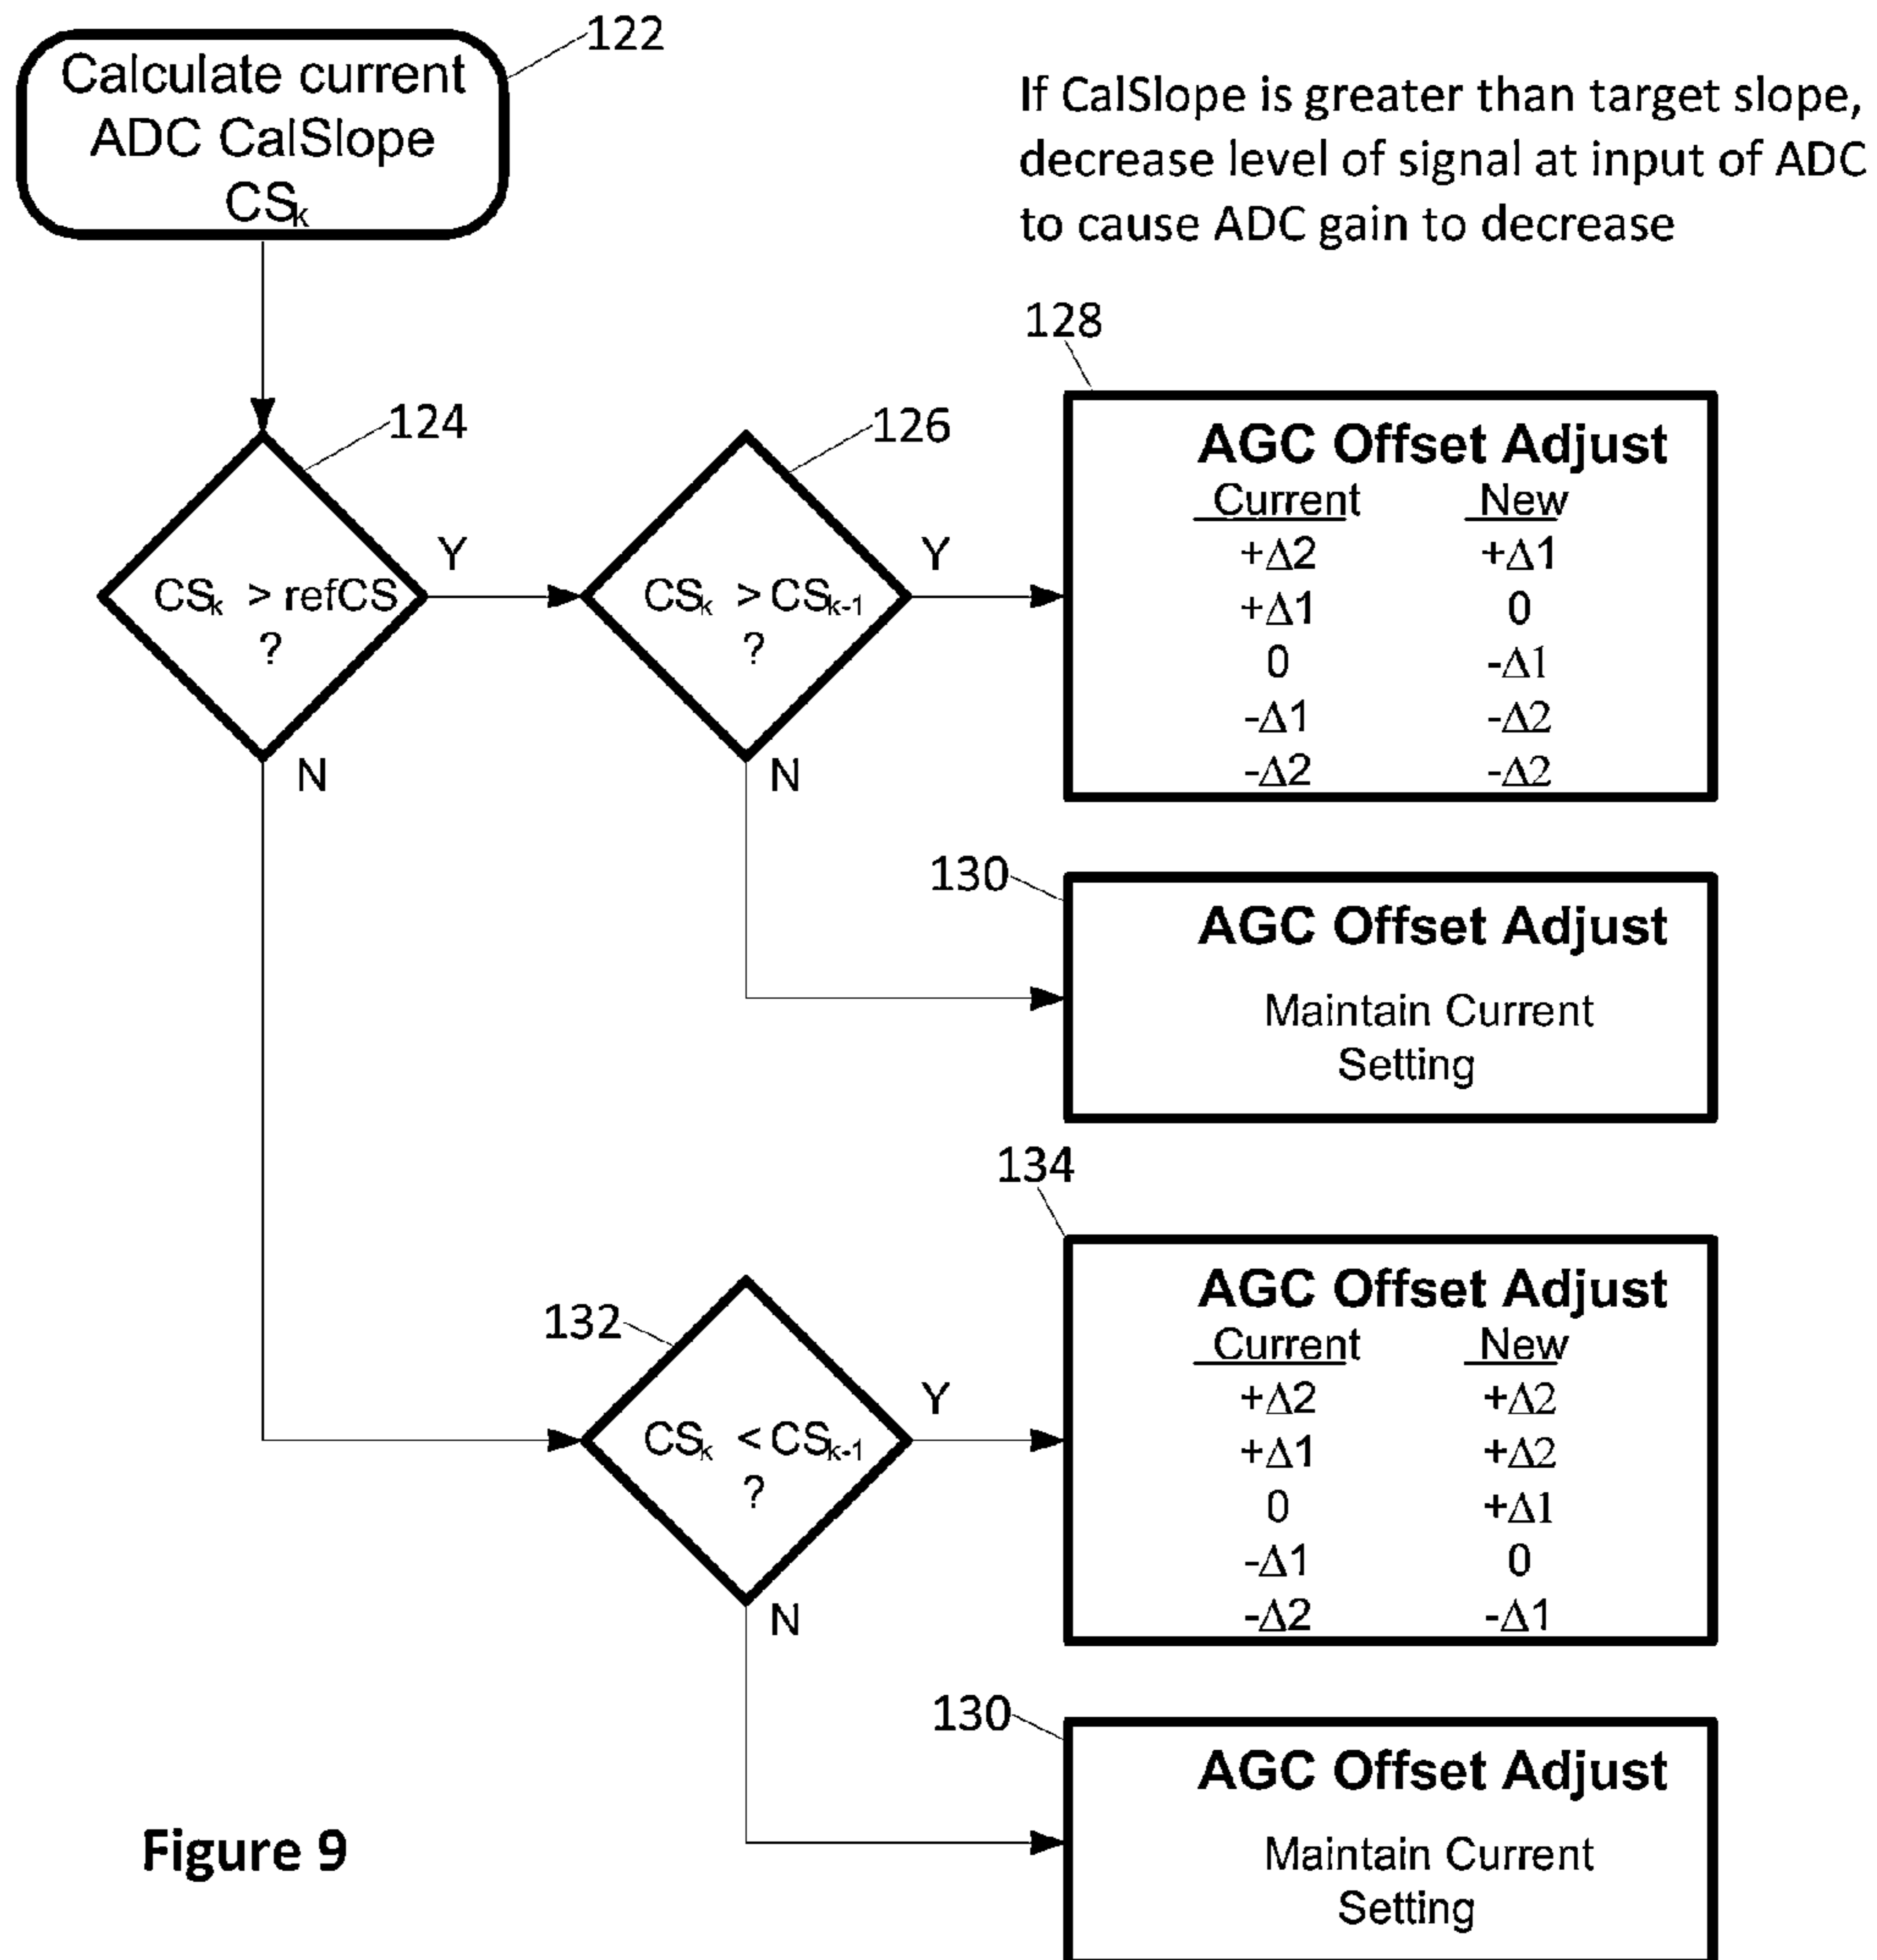 122
Calculate current
ADC CalSlope
CSk
If CalSlope is greater than target slope,
decrease level of signal at input of ADC
to cause ADC gain to decrease
124
CSk > refCS
?
Y
N
126
CSk > CSk-1
?
Y
N
128
AGC Offset Adjust
Current New
+Δ2 +Δ1
+Δ1 0
0 -Δ1
-Δ1 -Δ2
-Δ2 -Δ2
130
AGC Offset Adjust
Maintain Current
Setting
132
CSk < CSk-1
?
Y
N
134
AGC Offset Adjust
Current New
+Δ2 +Δ2
+Δ1 +Δ2
0 +Δ1
-Δ1 0
-Δ2 -Δ1
130
AGC Offset Adjust
Maintain Current
Setting
Figure 9